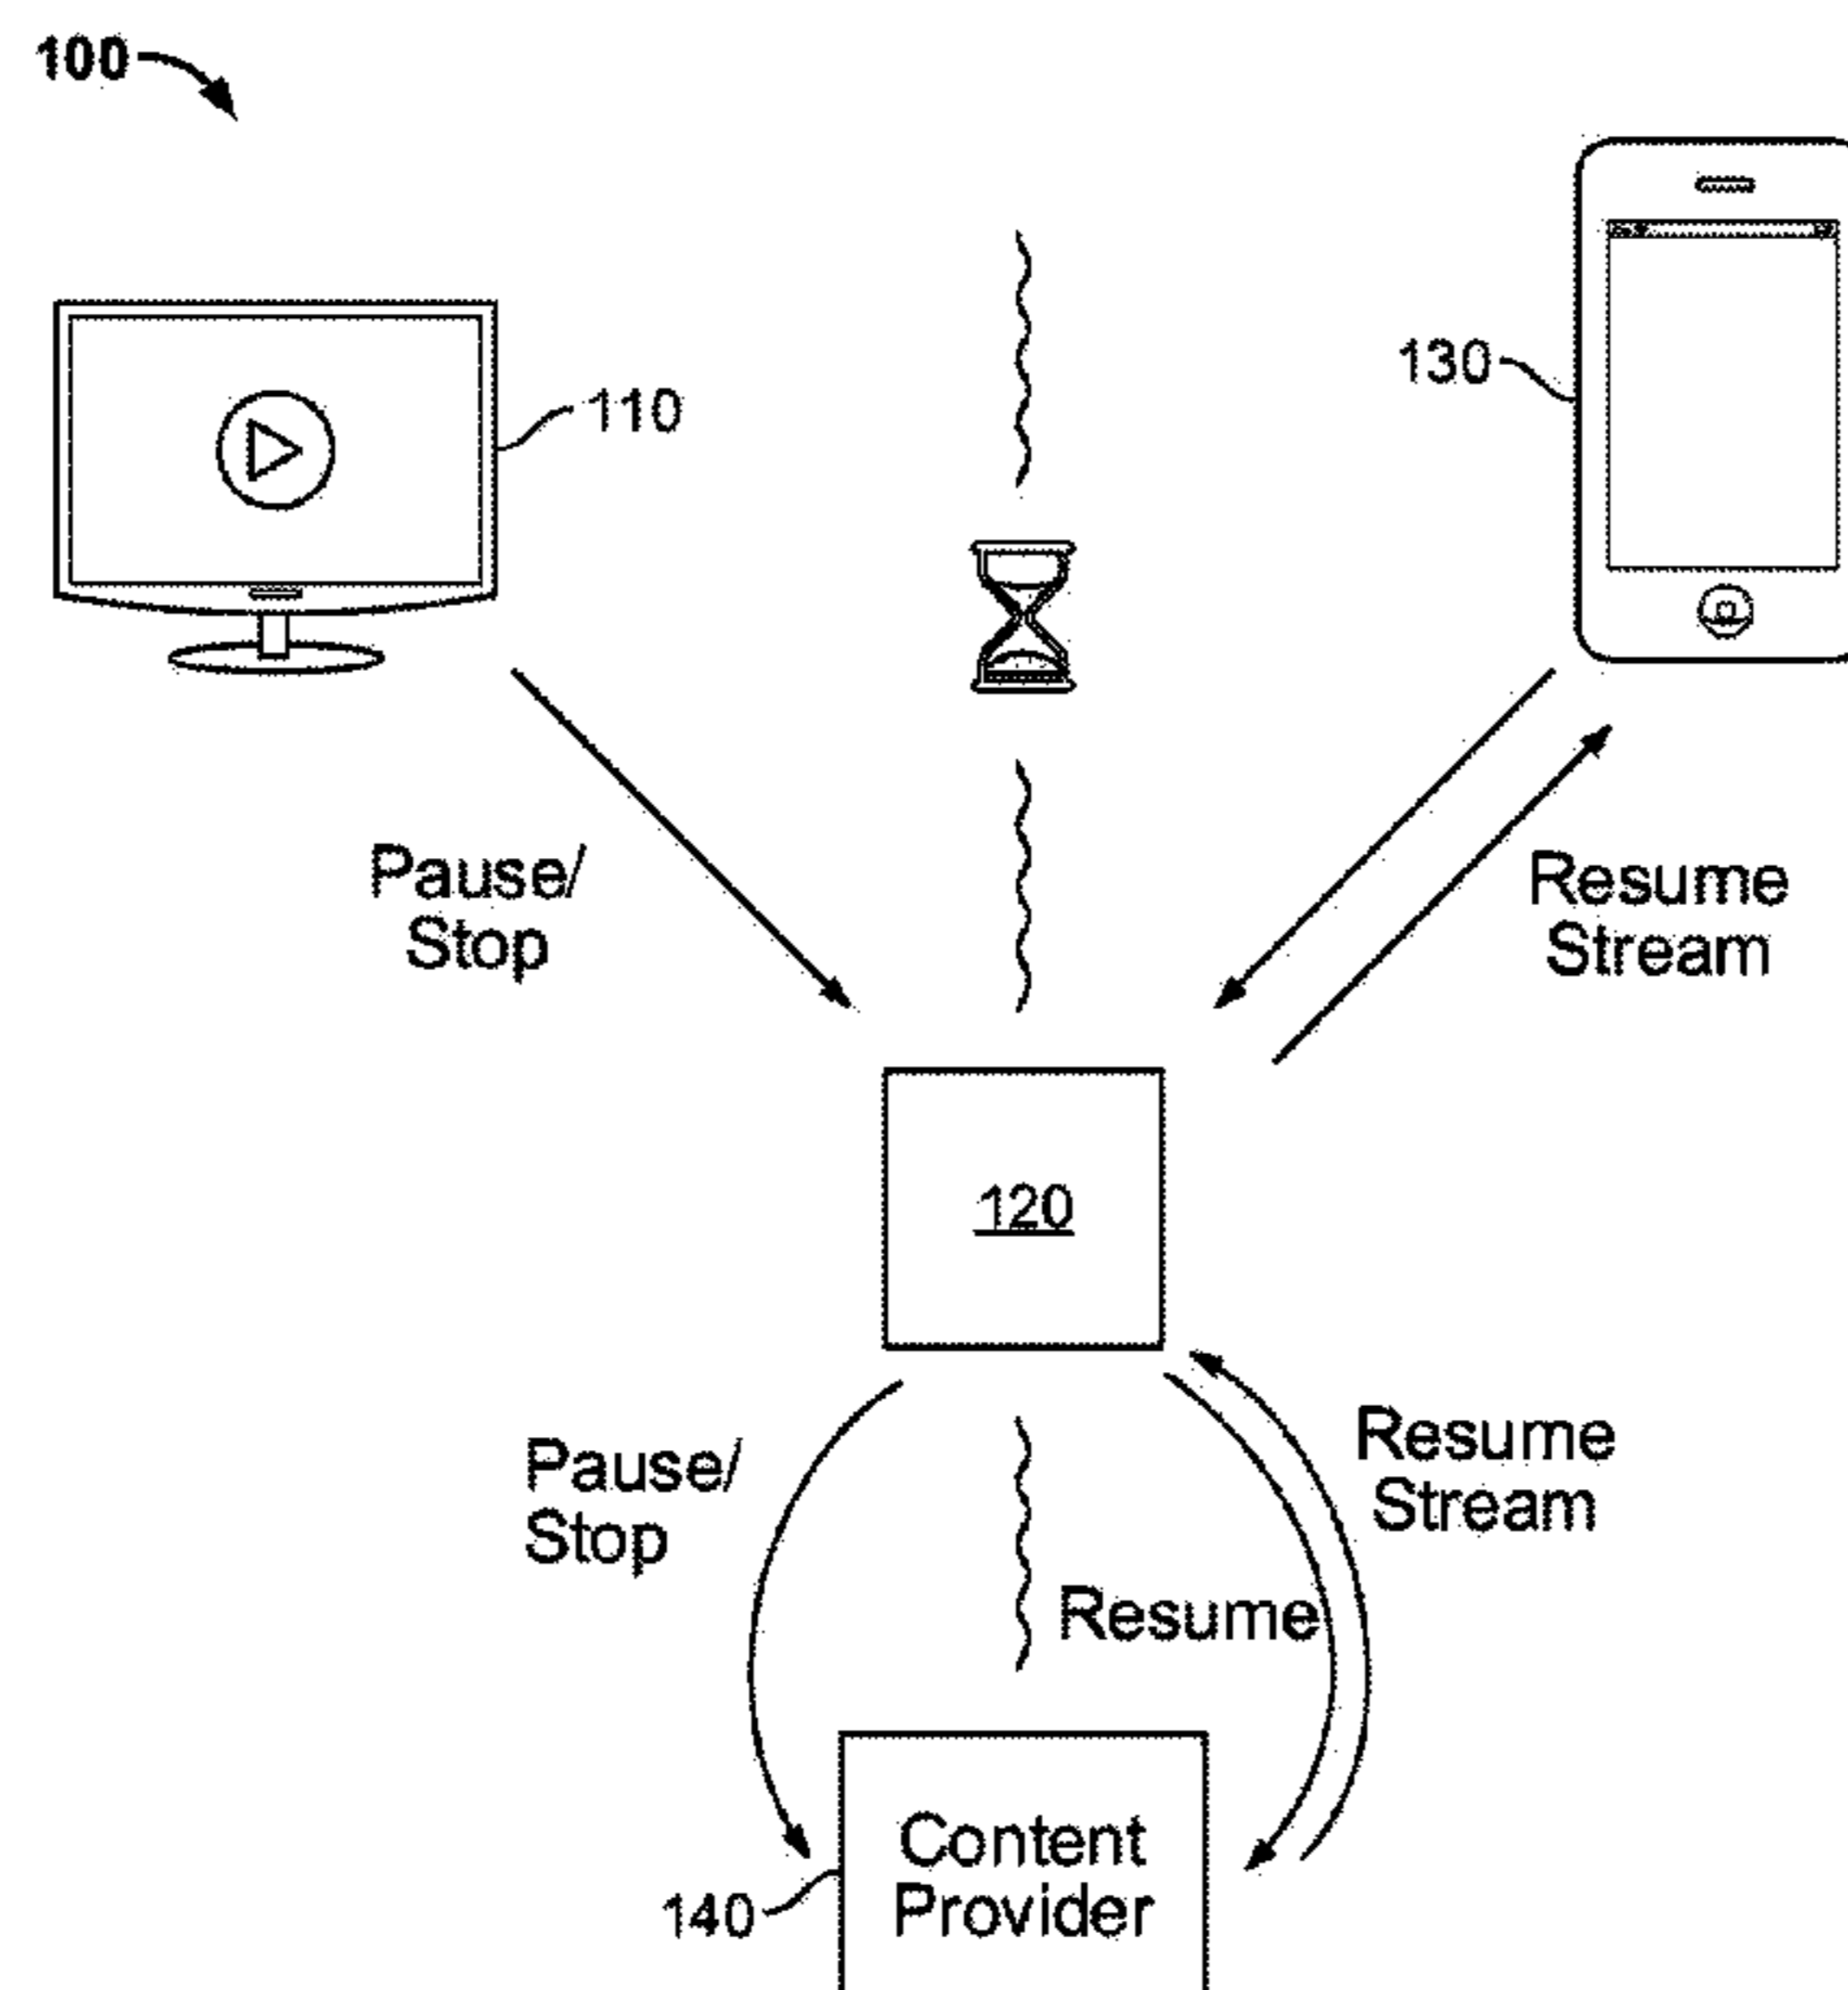 100
110
130
Pause/
Stop
Resume
Stream
120
Pause/
Stop
Resume
Stream
Resume
Content
Provider
140